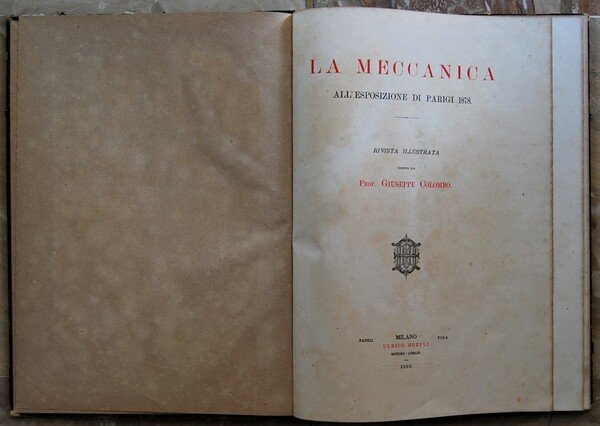 LA MECCANICA
ALL'ESPOSIZIONE DI PARIGI 1878.
RIVISTA ILLUSTRATA
DIRETTA DAL
PROF. GIUSEPPE COLOMBO.
NAPOLI MILANO PISA
ULRICO HOEPLI
EDITORE-LIBRAIO